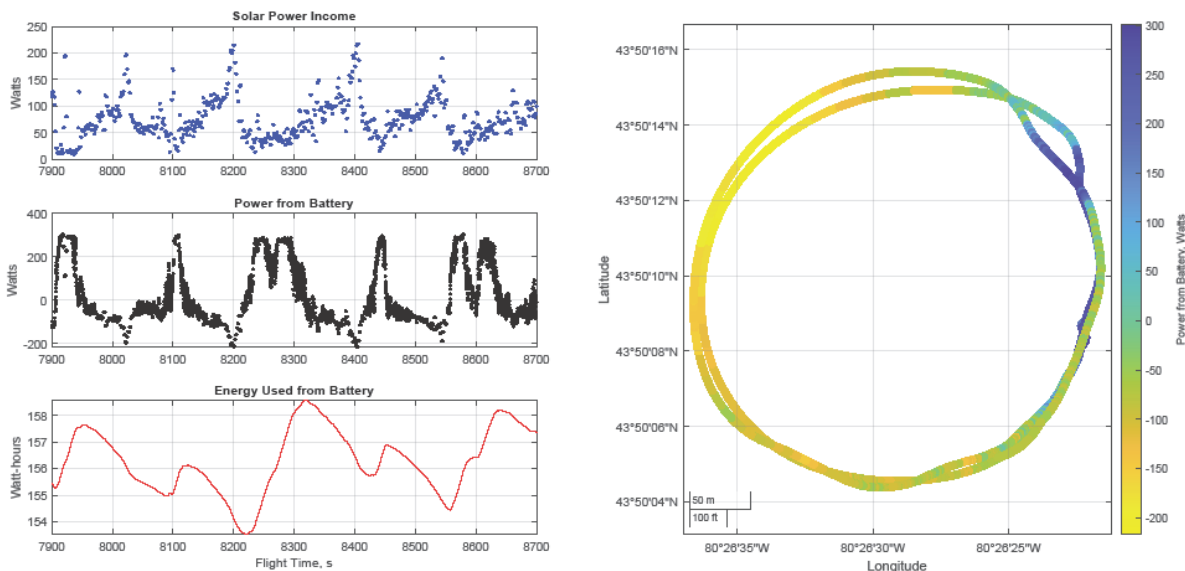 Solar Power Income
250
200
150
100
50
0
Watts
7900 8000 8100 8200 8300 8400 8500 8600 8700
Power from Battery
400
200
0
-200
Watts
7900 8000 8100 8200 8300 8400 8500 8600 8700
Energy Used from Battery
158
157
156
155
154
Watt-hours
7900 8000 8100 8200 8300 8400 8500 8600 8700
Flight Time, s
43°50'16"N
43°50'14"N
43°50'12"N
43°50'10"N
43°50'08"N
43°50'06"N
43°50'04"N
Latitude
50 m
100 ft
80°26'35"W 80°26'30"W 80°26'25"W
Longitude
300
250
200
150
100
50
0
-50
-100
-150
-200
Power from Battery, Watts